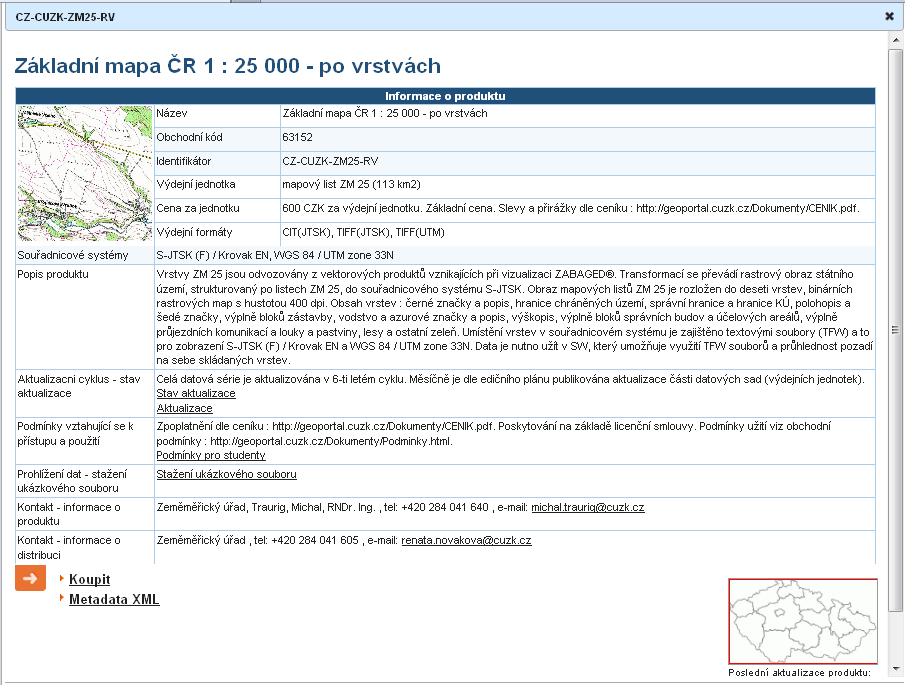 CZ-CUZK-ZM25-RV
Základní mapa ČR 1 : 25 000 - po vrstvách
Informace o produktu
Název Základní mapa ČR 1 : 25 000 - po vrstvách
Obchodní kód 63152
Identifikátor CZ-CUZK-ZM25-RV
Výdejní jednotka mapový list ZM 25 (113 km2)
Cena za jednotku 600 CZK za výdejní jednotku. Základní cena. Slevy a přirážky dle ceníku : http://geoportal.cuzk.cz/Dokumenty/CENIK.pdf.
Výdejní formáty CIT(JTSK), TIFF(JTSK), TIFF(UTM)
Souřadnicové systémy S-JTSK (F) / Krovak EN, WGS 84 / UTM zone 33N
Popis produktu Vrstvy ZM 25 jsou odvozovány z vektorových produktů vznikajících při vizualizaci ZABAGED®. Transformací se převádí rastrový obraz státního
území, strukturovaný po listech ZM 25, do souřadnicového systému S-JTSK. Obraz mapových listů ZM 25 je rozložen do deseti vrstev, binárních
rastrových map s hustotou 400 dpi. Obsah vrstev : černé značky a popis, hranice chráněných území, správní hranice a hranice KÚ, polohopis a
šedé značky, výplně bloků zástavby, vodstvo a azurové značky a popis, výškopis, výplně bloků správních budov a účelových areálů, výplně
průjezdních komunikací a louky a pastviny, lesy a ostatní zeleň. Umístění vrstev v souřadnicovém systému je zajištěno textovými soubory (TFW) a to
pro zobrazení S-JTSK (F) / Krovak EN a WGS 84 / UTM zone 33N. Data je nutno užít v SW, který umožňuje využití TFW souborů a průhlednost pozadí
na sebe skládaných vrstev.
Aktualizacni cyklus - stav
aktualizace
Celá datová série je aktualizována v 6-ti letém cyklu. Měsíčně je dle edičního plánu publikována aktualizace části datových sad (výdejních jednotek).
Stav aktualizace
Aktualizace
Podmínky vztahující se k
přístupu a použití
Zpoplatnění dle ceníku : http://geoportal.cuzk.cz/Dokumenty/CENIK.pdf. Poskytování na základě licenční smlouvy. Podmínky užití viz obchodní
podmínky : http://geoportal.cuzk.cz/Dokumenty/Podminky.html.
Podmínky pro studenty
Prohlížení dat - stažení
ukázkového souboru
Stažení ukázkového souboru
Kontakt - informace o
produktu
Zeměměřický úřad, Traurig, Michal, RNDr. Ing. , tel: +420 284 041 640 , e-mail: michal.traurig@cuzk.cz
Kontakt - informace o
distribuci
Zeměměřický úřad , tel: +420 284 041 605 , e-mail: renata.novakova@cuzk.cz
Koupit
Metadata XML
Poslední aktualizace produktu: